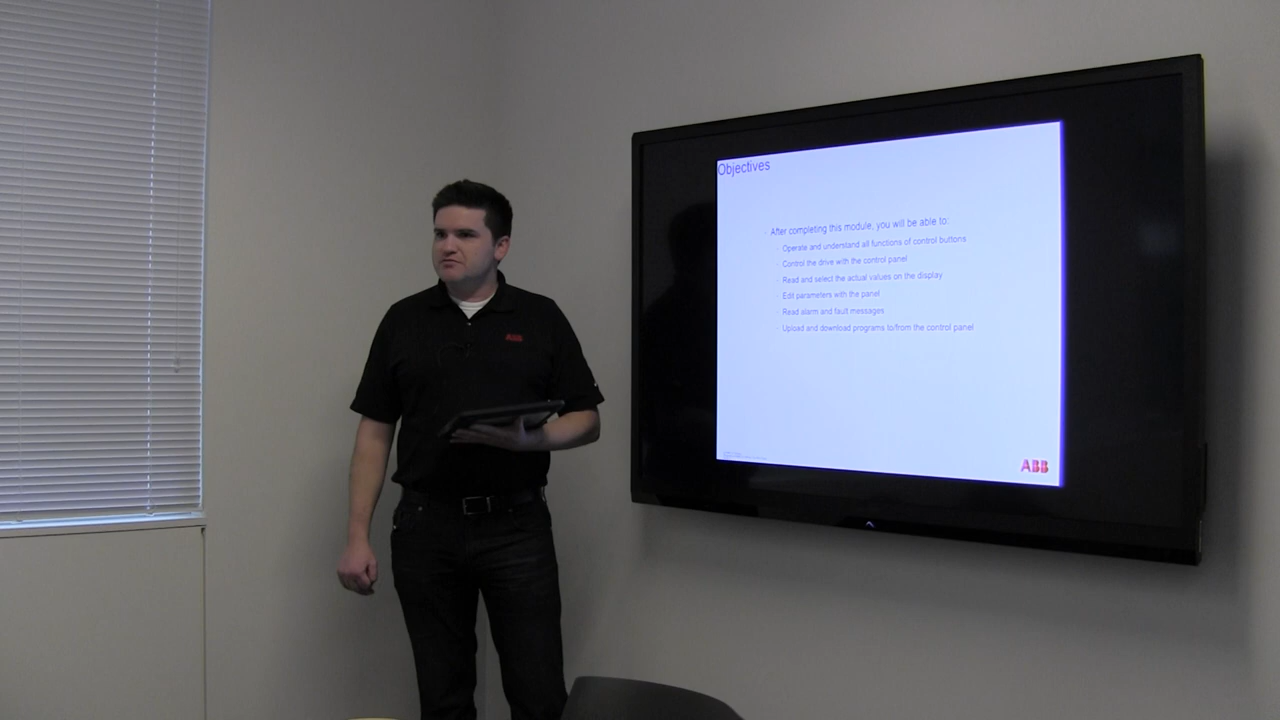 Objectives
After completing this module, you will be able to:
Operate and understand all functions of control buttons
Control the drive with the control panel
Read and select the actual values on the display
Edit parameters with the panel
Read alarm and fault messages
Upload and download programs to/from the control panel
ABB
ABB